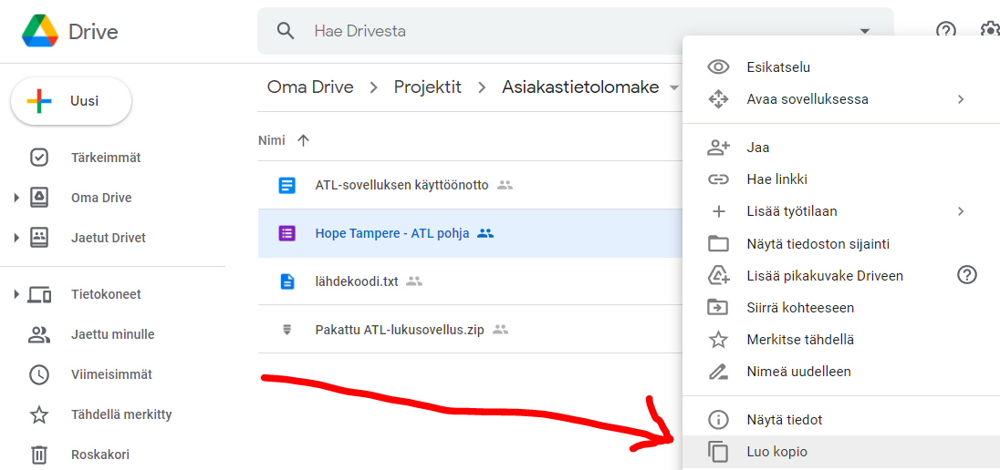 Drive
Hae Drivesta
Uusi
Tärkeimmät
Oma Drive
Jaetut Drivet
Tietokoneet
Jaettu minulle
Viimeisimmät
Tähdellä merkitty
Roskakori
Oma Drive > Projektit > Asiakastietolomake
Nimi
ATL-sovelluksen käyttöönotto
Hope Tampere - ATL pohja
lähdekoodi.txt
Pakattu ATL-lukusovellus.zip
Esikatselu
Avaa sovelluksessa
Jaa
Hae linkki
Lisää työtilaan
Näytä tiedoston sijainti
Lisää pikakuvake Driveen
Siirrä kohteeseen
Merkitse tähdellä
Nimeä uudelleen
Näytä tiedot
Luo kopio